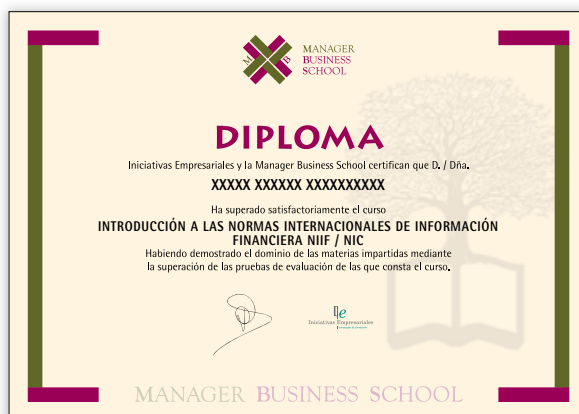 M B
MANAGER
BUSINESS
SCHOOL
DIPLOMA
Iniciativas Empresariales y la Manager Business School certifican que D. / Dña.
XXXXX XXXXXX XXXXXXXXXX
Ha superado satisfactoriamente el curso
INTRODUCCIÓN A LAS NORMAS INTERNACIONALES DE INFORMACIÓN
FINANCIERA NIIF / NIC
Habiendo demostrado el dominio de las materias impartidas mediante
la superación de las pruebas de evaluación de las que consta el curso.
Iniciativas Empresariales
MANAGER BUSINESS SCHOOL